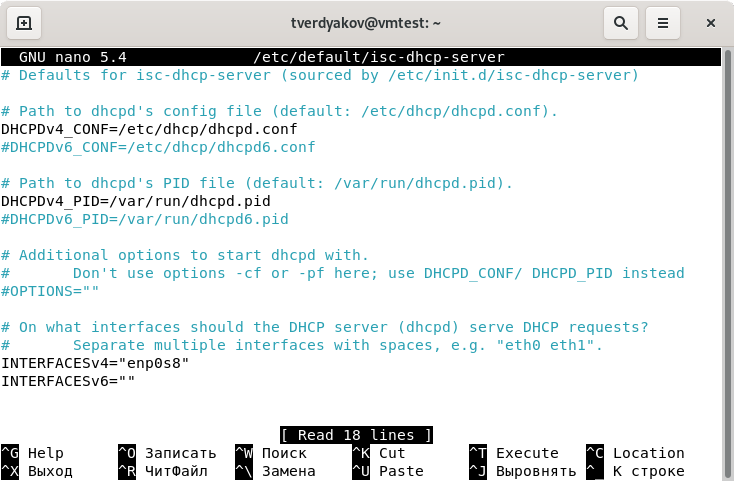 tverdyakov@vmtest: ~
GNU nano 5.4 /etc/default/isc-dhcp-server
# Defaults for isc-dhcp-server (sourced by /etc/init.d/isc-dhcp-server)
# Path to dhcpd's config file (default: /etc/dhcp/dhcpd.conf).
DHCPDv4_CONF=/etc/dhcp/dhcpd.conf
#DHCPDv6_CONF=/etc/dhcp/dhcpd6.conf
# Path to dhcpd's PID file (default: /var/run/dhcpd.pid).
DHCPDv4_PID=/var/run/dhcpd.pid
#DHCPDv6_PID=/var/run/dhcpd6.pid
# Additional options to start dhcpd with.
#       Don't use options -cf or -pf here; use DHCPD_CONF/ DHCPD_PID instead
#OPTIONS=""
# On what interfaces should the DHCP server (dhcpd) serve DHCP requests?
#       Separate multiple interfaces with spaces, e.g. "eth0 eth1".
INTERFACESv4="enp0s8"
INTERFACESv6=""
[ Read 18 lines ]
^G Help ^O Записать ^W Поиск ^K Cut ^T Execute ^C Location
^X Выход ^R ЧитФайл ^\ Замена ^U Paste ^J Выровнять ^_ К строке